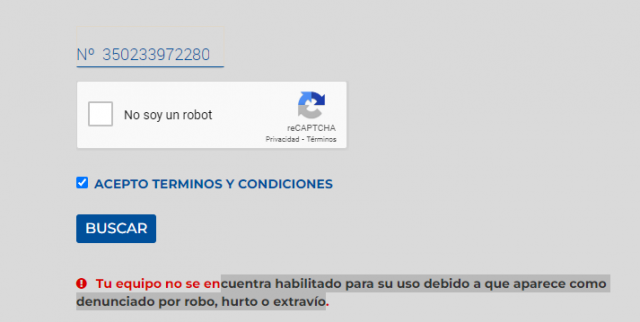 Nº 350233972280
No soy un robot
reCAPTCHA
Privacidad - Términos
ACEPTO TERMINOS Y CONDICIONES
BUSCAR
Tu equipo no se encuentra habilitado para su uso debido a que aparece como
denunciado por robo, hurto o extravío.